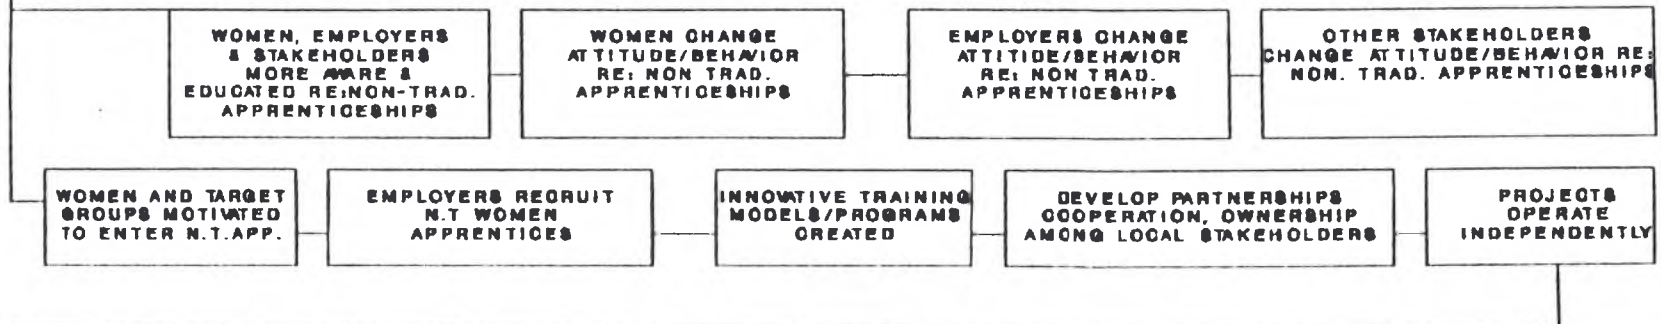 WOMEN, EMPLOYERS
& STAKEHOLDERS
MORE AWARE &
EDUCATED RE:NON-TRAD.
APPRENTICESHIPS
WOMEN CHANGE
ATTITUDE/BEHAVIOR
RE: NON TRAD.
APPRENTICESHIPS
EMPLOYERS CHANGE
ATTITIDE/BEHAVIOR
RE: NON TRAD.
APPRENTICESHIPS
OTHER STAKEHOLDERS
CHANGE ATTITUDE/BEHAVIOR RE:
NON. TRAD. APPRENTICESHIPS
WOMEN AND TARGET
GROUPS MOTIVATED
TO ENTER N.T.APP.
EMPLOYERS RECRUIT
N.T WOMEN
APPRENTICES
INNOVATIVE TRAINING
MODELS/PROGRAMS
CREATED
DEVELOP PARTNERSHIPS
COOPERATION, OWNERSHIP
AMONG LOCAL STAKEHOLDERS
PROJECTS
OPERATE
INDEPENDENTLY